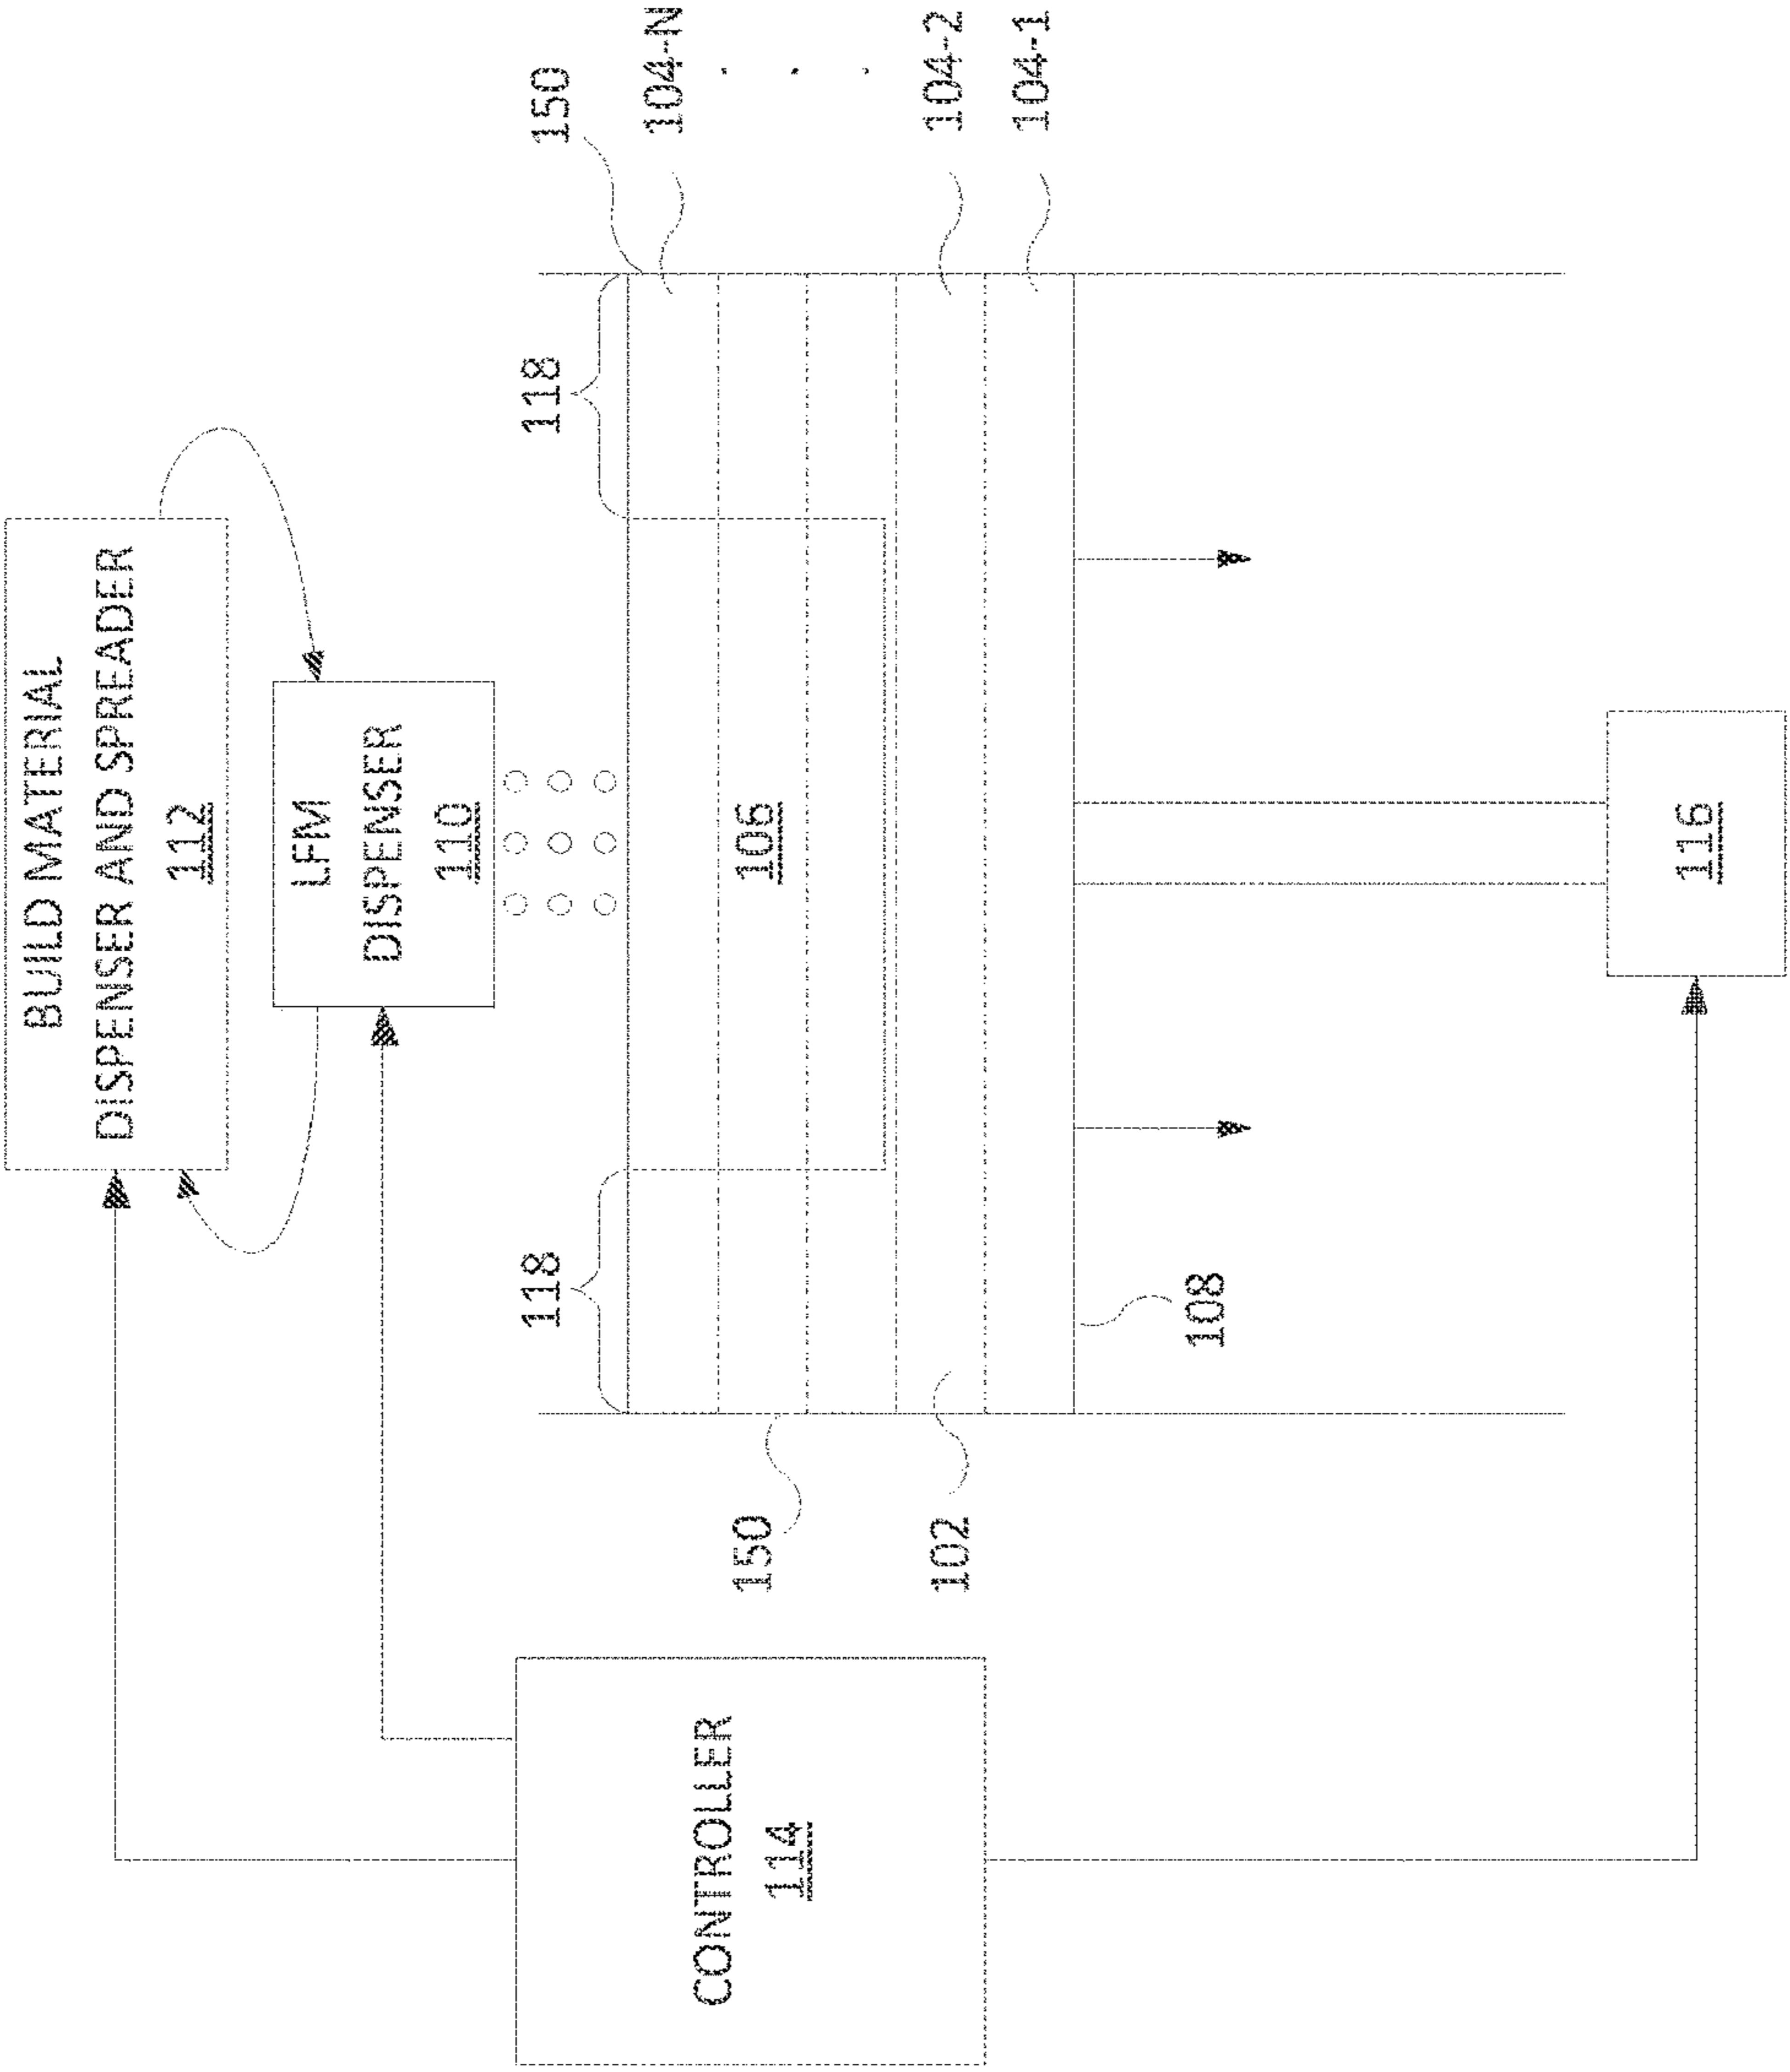 BUILD MATERIAL
DISPENSER AND SPREADER
112
LFM
DISPENSER
110
118
118
150
104-N
104-2
104-1
106
150
102
108
CONTROLLER
114
116